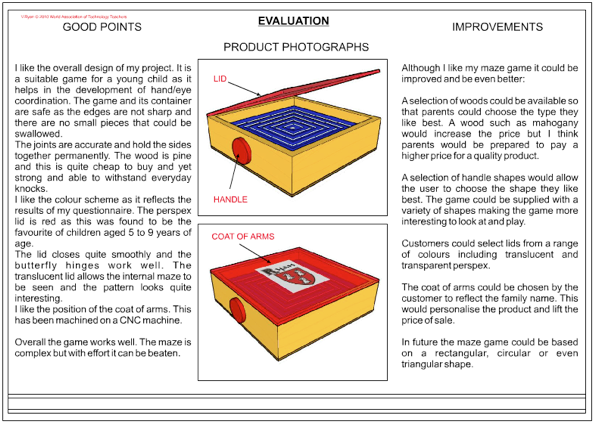 ©Ryan © 2010 World Association of Technology Teachers
EVALUATION
GOOD POINTS
IMPROVEMENTS
PRODUCT PHOTOGRAPHS
I like the overall design of my project. It is
a suitable game for a young child as it
helps in the development of hand/eye
coordination. The game and its container
are safe as the edges are not sharp and
there are no small pieces that could be
swallowed.
The joints are accurate and hold the sides
together permanently. The wood is pine
and this is quite cheap to buy and yet
strong and able to withstand everyday
knocks.
I like the colour scheme as it reflects the
results of my questionnaire. The perspex
lid is red as this was found to be the
favourite of children aged 5 to 9 years of
age.
The lid closes quite smoothly and the
butterfly hinges work well. The
translucent lid allows the internal maze to
be seen and the pattern looks quite
interesting.
I like the position of the coat of arms. This
has been machined on a CNC machine.
Overall the game works well. The maze is
complex but with effort it can be beaten.
LID
HANDLE
COAT OF ARMS
Ryan
Although I like my maze game it could be
improved and be even better:
A selection of woods could be available so
that parents could choose the type they
like best. A wood such as mahogany
would increase the price but I think
parents would be prepared to pay a
higher price for a quality product.
A selection of handle shapes would allow
the user to choose the shape they like
best. The game could be supplied with a
variety of shapes making the game more
interesting to look at and play.
Customers could select lids from a range
of colours including translucent and
transparent perspex.
The coat of arms could be chosen by the
customer to reflect the family name. This
would personalise the product and lift the
price of sale.
In future the maze game could be based
on a rectangular, circular or even
triangular shape.